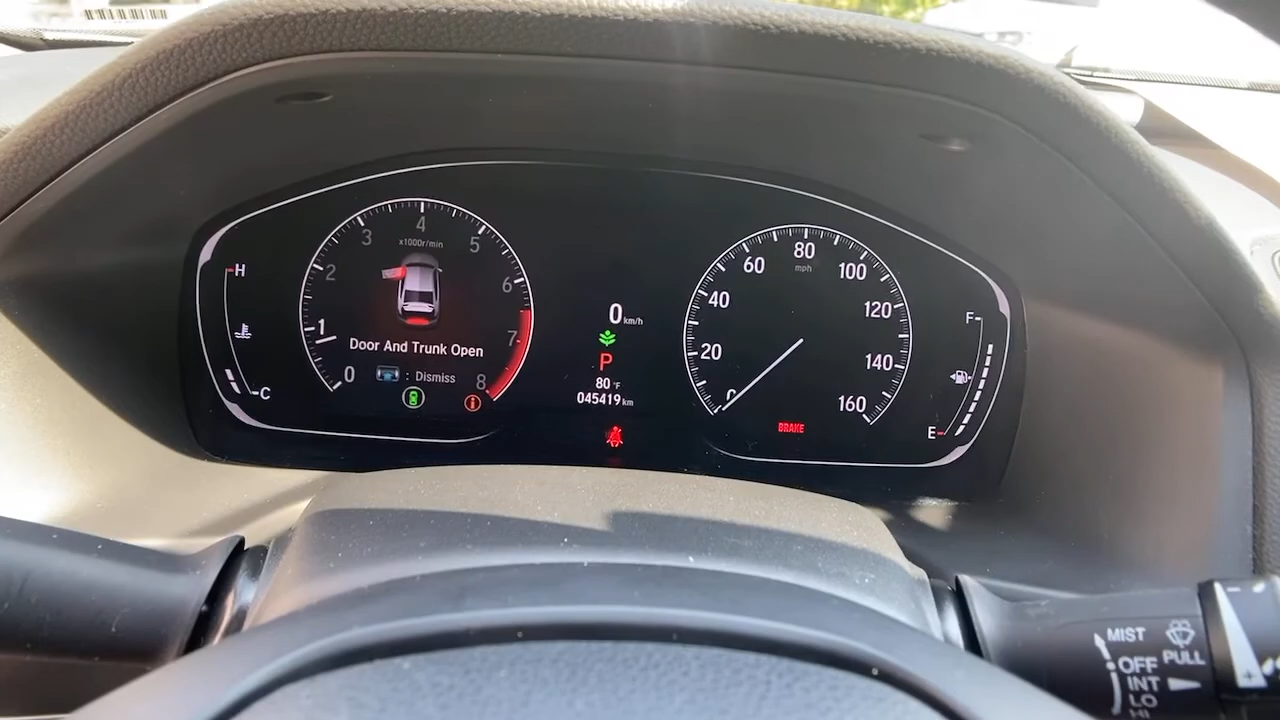 H
C
4
3
5
x1000r/min
2
6
1
7
Door And Trunk Open
0
: Dismiss
8
0 km/h
P
80 °F
045419 km
80
60
mph
100
40
120
20
140
0
160
BRAKE
F
E
MIST
OFF
PULL
INT
LO